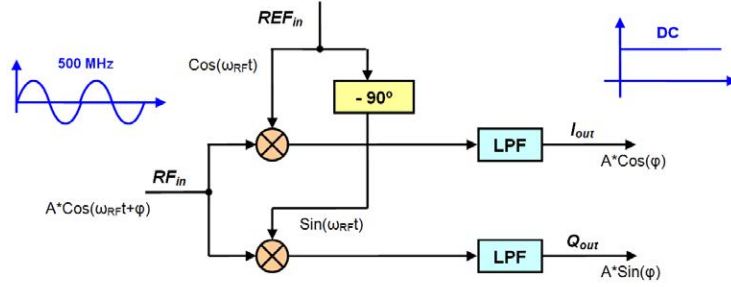 REFin
DC
500 MHz
Cos(ωRFt)
- 90º
LPF
Iout
A*Cos(φ)
RFin
A*Cos(ωRFt+φ)
Sin(ωRFt)
LPF
Qout
A*Sin(φ)